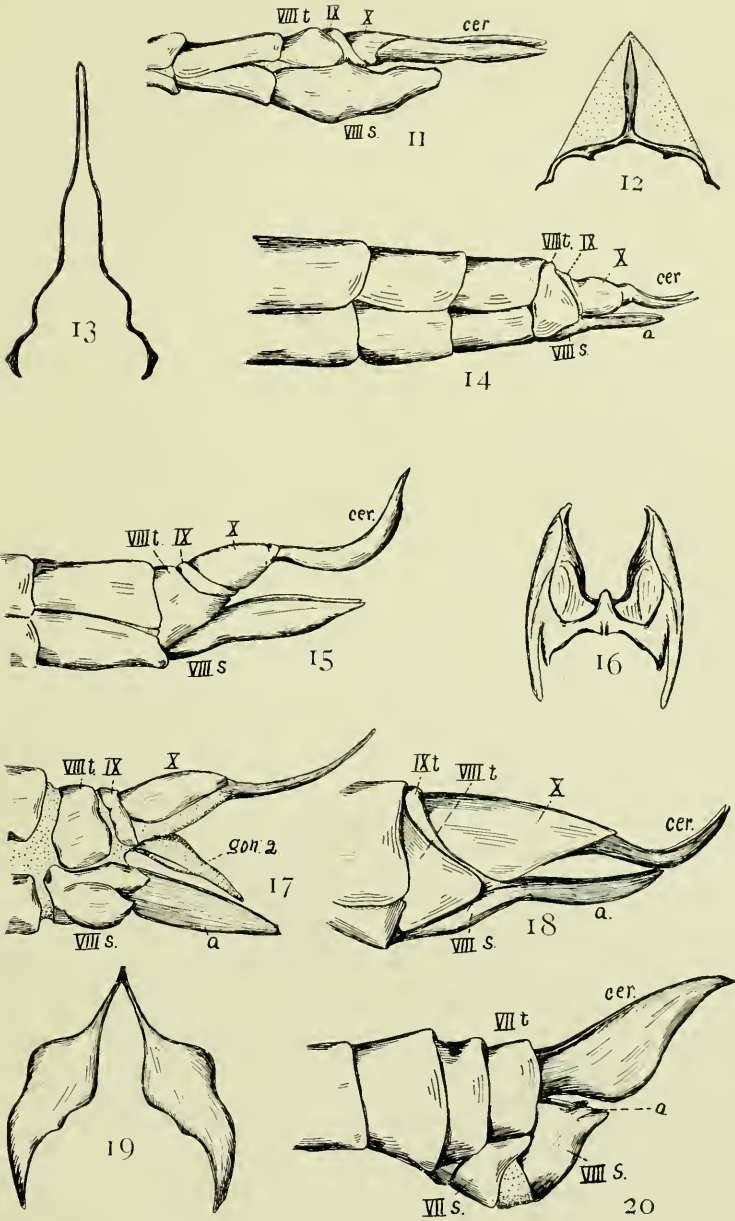 VIII t IX X cer
VIII s. 11
12
13
VIII t. IX X cer
a
VIII s.
14
VIII t. IX X cer.
VIII s 15
16
VIII t. IX X
gon. 2
17
VIII s. a
IX t VIII t X
cer.
VIII s. 18 a.
19
VII t cer.
a
VIII s.
VII s.
20